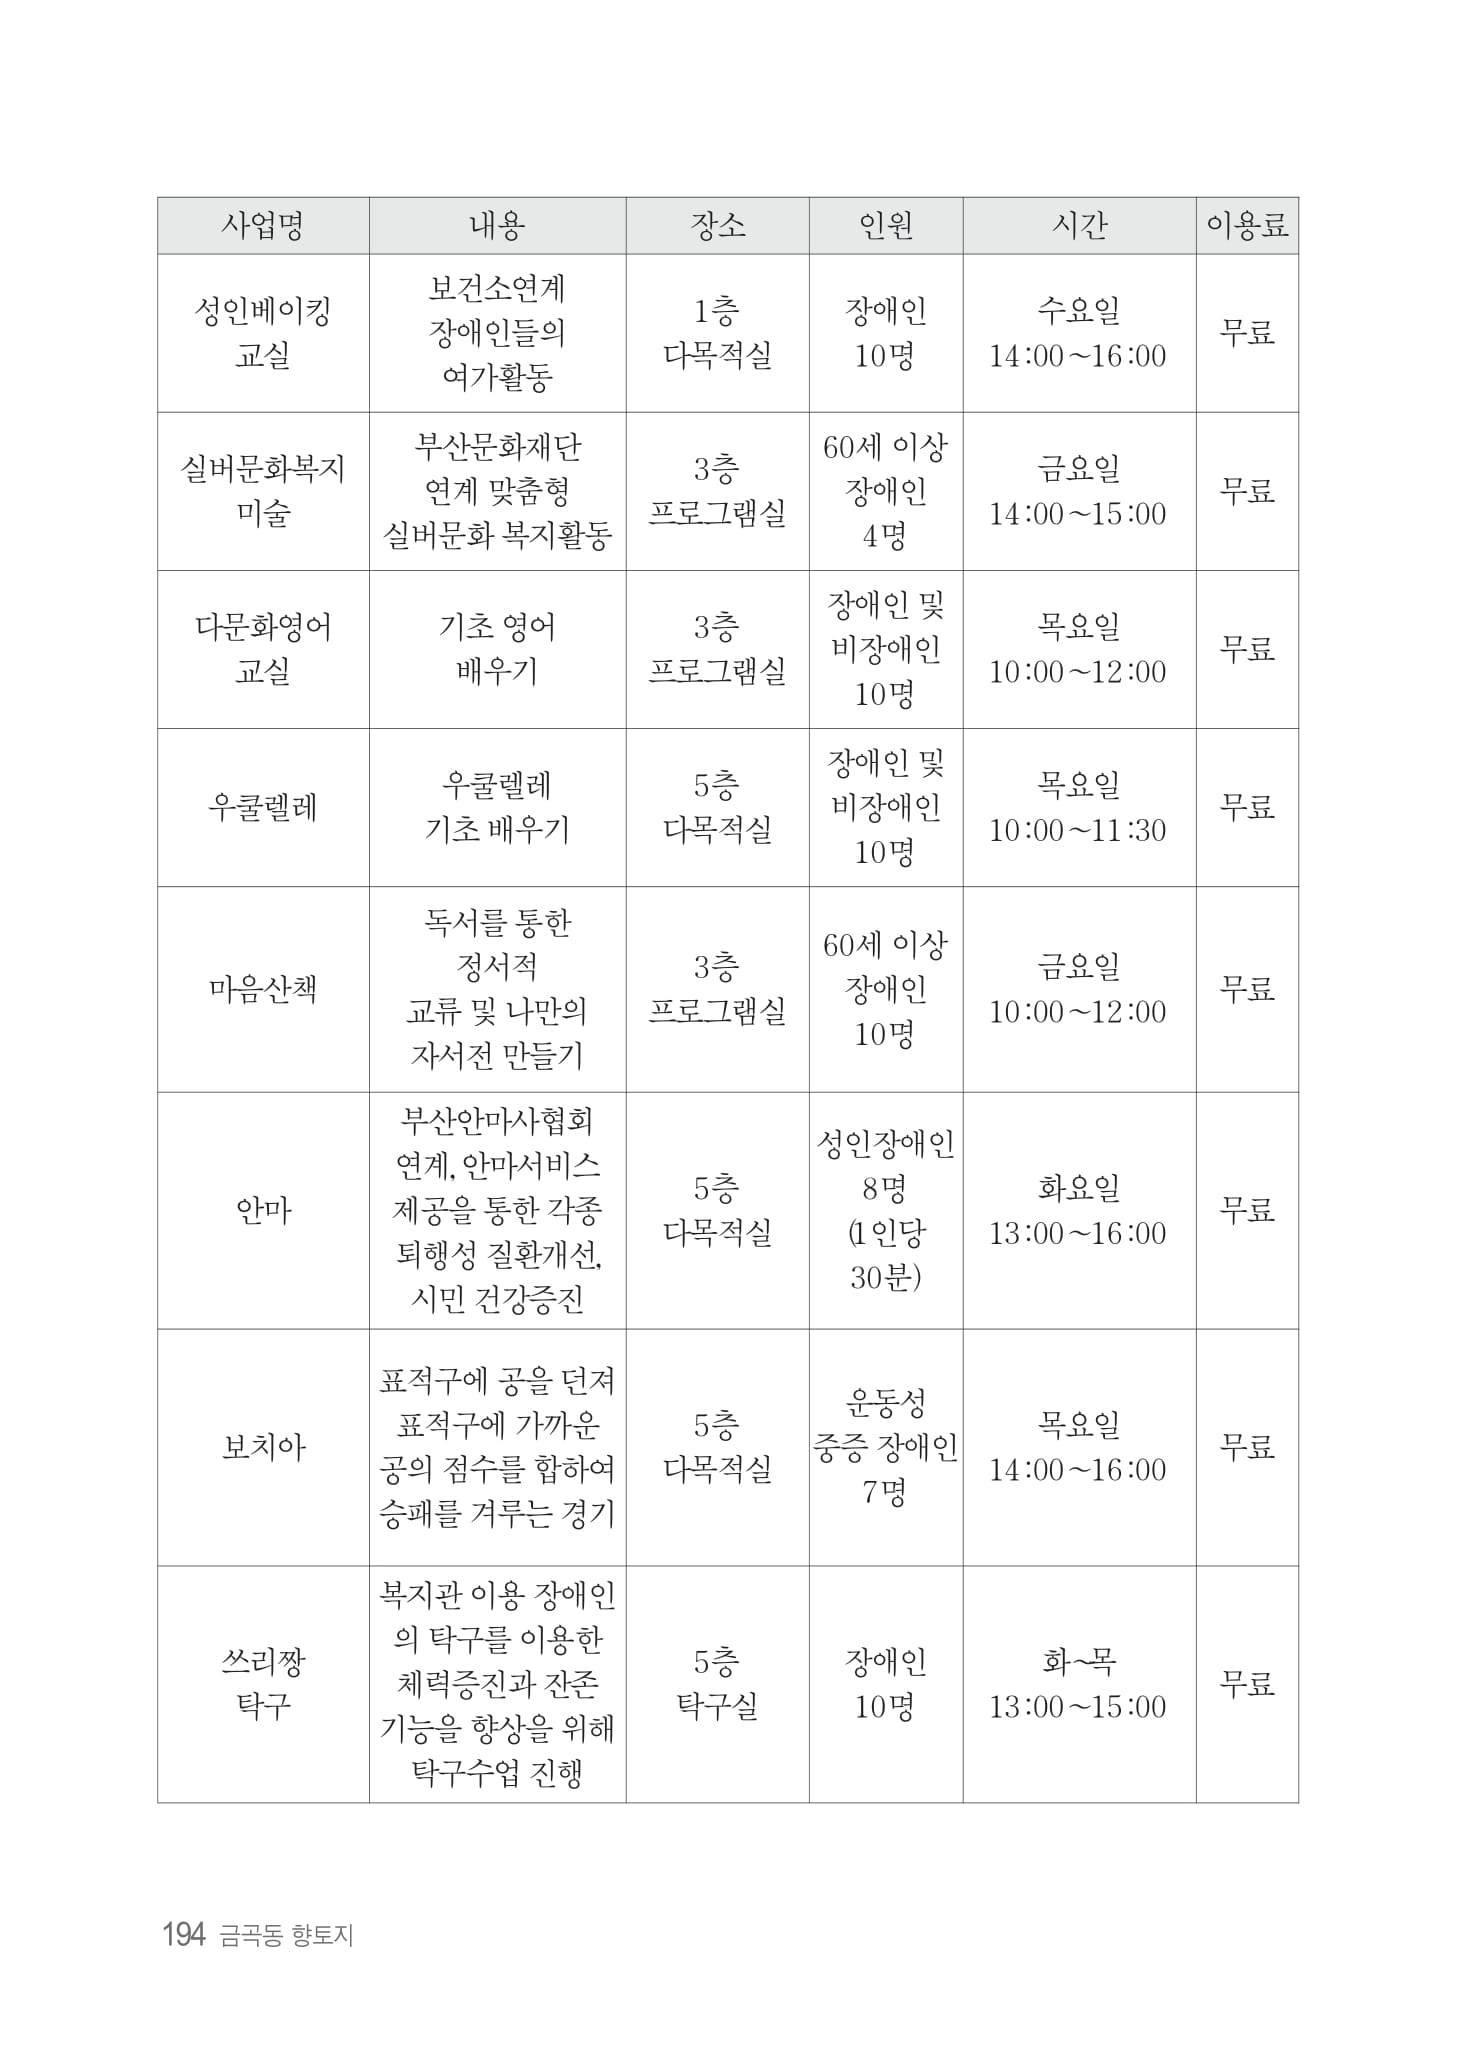 사업명 내용 장소 인원 시간 이용료
성인베이킹
교실
보건소연계
장애인들의
여가활동
1층
다목적실
장애인
10명
수요일
14:00~16:00
무료
실버문화복지
미술
부산문화재단
연계 맞춤형
실버문화 복지활동
3층
프로그램실
60세 이상
장애인
4명
금요일
14:00~15:00
무료
다문화영어
교실
기초 영어
배우기
3층
프로그램실
장애인 및
비장애인
10명
목요일
10:00~12:00
무료
우쿨렐레
우쿨렐레
기초 배우기
5층
다목적실
장애인 및
비장애인
10명
목요일
10:00~11:30
무료
마음산책
독서를 통한
정서적
교류 및 나만의
자서전 만들기
3층
프로그램실
60세 이상
장애인
10명
금요일
10:00~12:00
무료
안마
부산안마사협회
연계, 안마서비스
제공을 통한 각종
퇴행성 질환개선,
시민 건강증진
5층
다목적실
성인장애인
8명
(1인당
30분)
화요일
13:00~16:00
무료
보치아
표적구에 공을 던져
표적구에 가까운
공의 점수를 합하여
승패를 겨루는 경기
5층
다목적실
운동성
중증 장애인
7명
목요일
14:00~16:00
무료
쓰리짱
탁구
복지관 이용 장애인
의 탁구를 이용한
체력증진과 잔존
기능을 향상을 위해
탁구수업 진행
5층
탁구실
장애인
10명
화~목
13:00~15:00
무료
194 금곡동 향토지